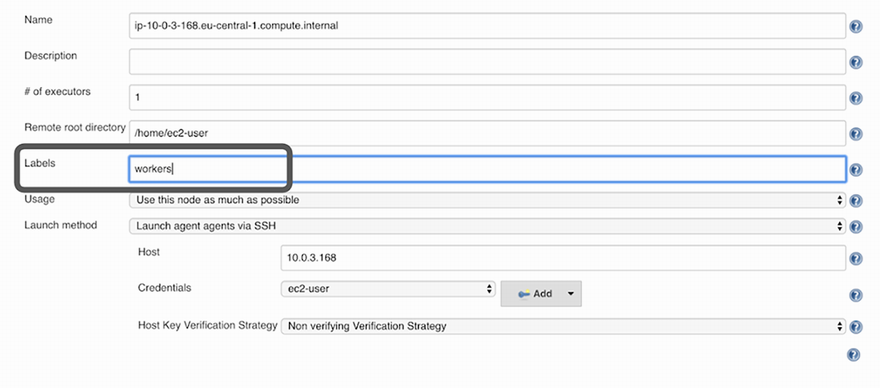 Name ip-10-0-3-168.eu-central-1.compute.internal
Description
# of executors 1
Remote root directory /home/ec2-user
Labels workers
Usage Use this node as much as possible
Launch method Launch agent agents via SSH
Host 10.0.3.168
Credentials ec2-user Add
Host Key Verification Strategy Non verifying Verification Strategy